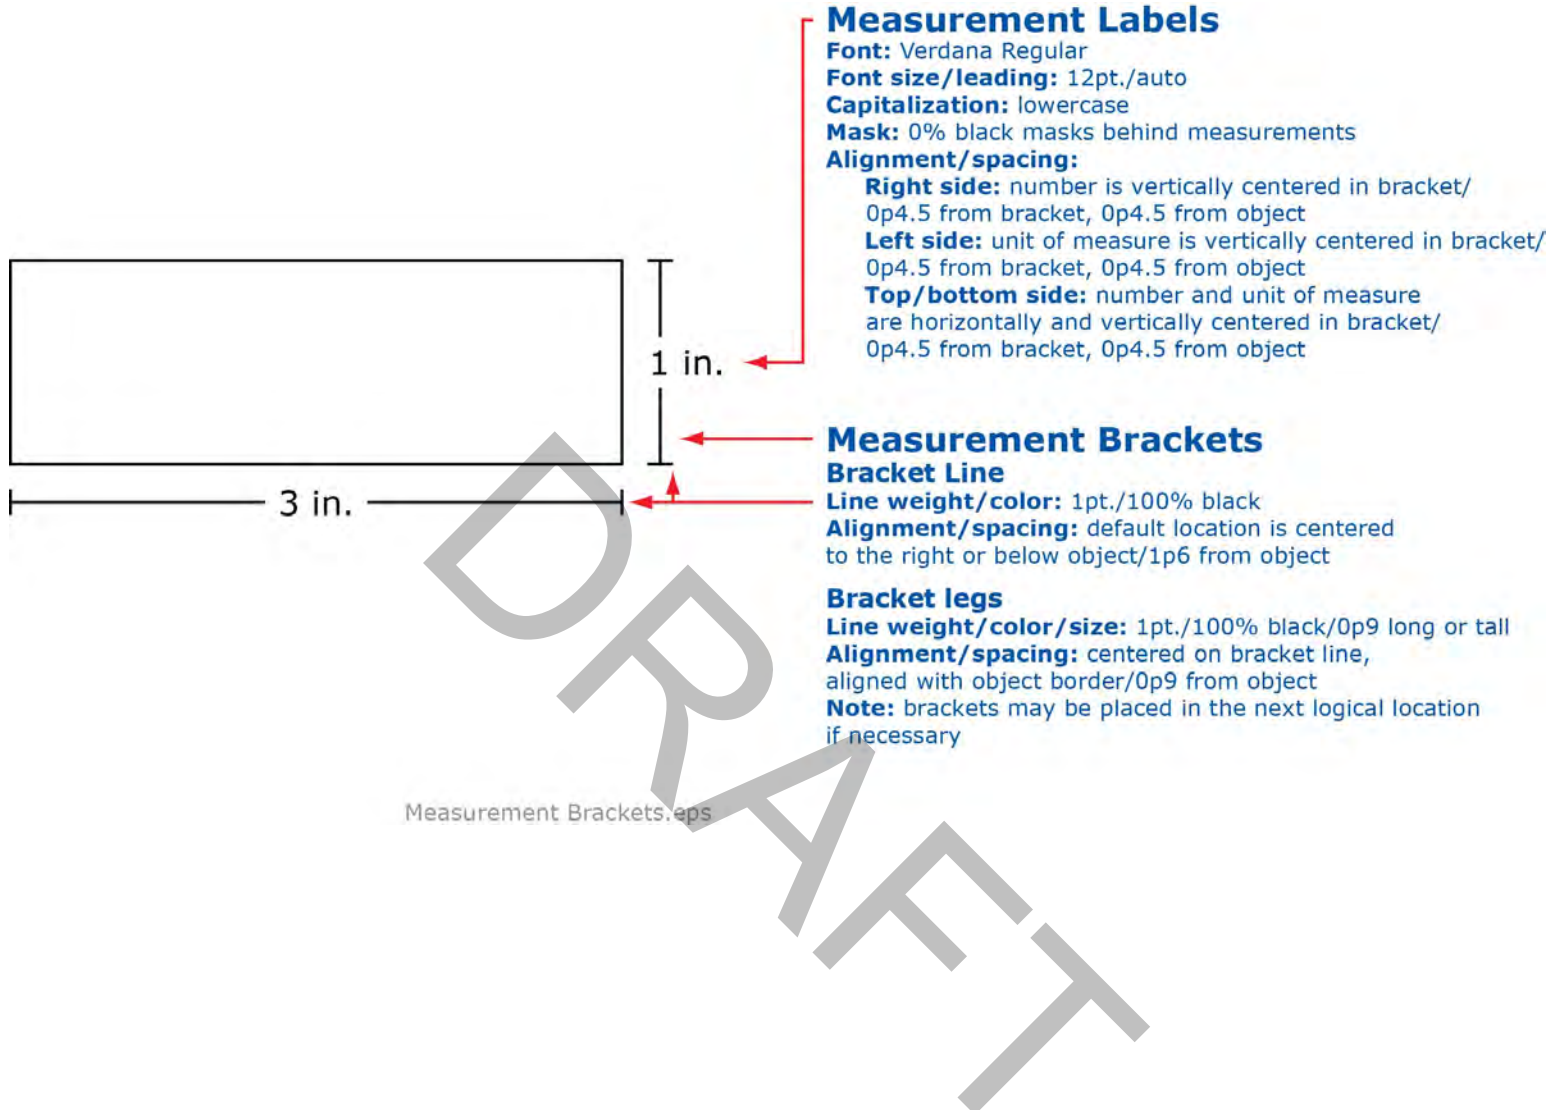 Measurement Labels
Font: Verdana Regular
Font size/leading: 12pt./auto
Capitalization: lowercase
Mask: 0% black masks behind measurements
Alignment/spacing:
Right side: number is vertically centered in bracket/
0p4.5 from bracket, 0p4.5 from object
Left side: unit of measure is vertically centered in bracket/
0p4.5 from bracket, 0p4.5 from object
Top/bottom side: number and unit of measure
are horizontally and vertically centered in bracket/
0p4.5 from bracket, 0p4.5 from object
1 in.
3 in.
Measurement Brackets
Bracket Line
Line weight/color: 1pt./100% black
Alignment/spacing: default location is centered
to the right or below object/1p6 from object
Bracket legs
Line weight/color/size: 1pt./100% black/0p9 long or tall
Alignment/spacing: centered on bracket line,
aligned with object border/0p9 from object
Note: brackets may be placed in the next logical location
if necessary
Measurement Brackets.eps
DRAFT